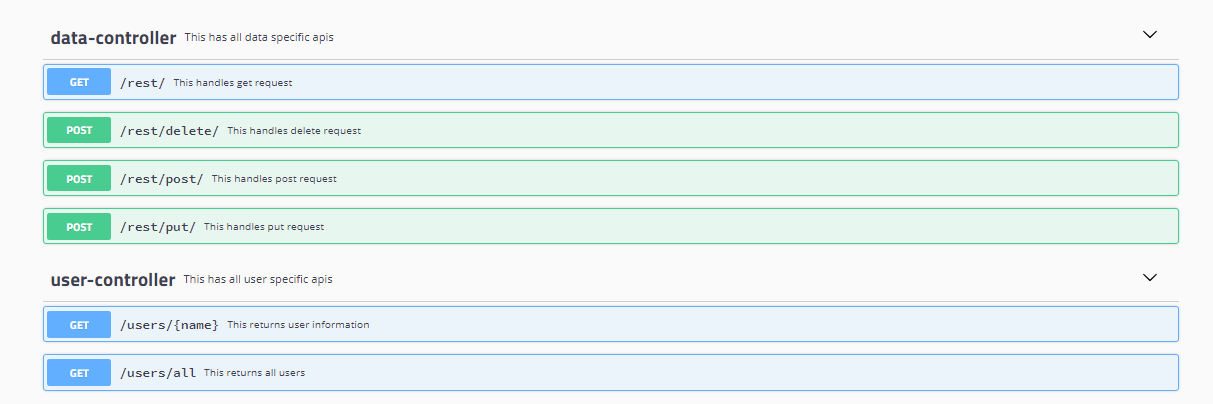 data-controller This has all data specific apis
GET /rest/ This handles get request
POST /rest/delete/ This handles delete request
POST /rest/post/ This handles post request
POST /rest/put/ This handles put request
user-controller This has all user specific apis
GET /users/{name} This returns user information
GET /users/all This returns all users